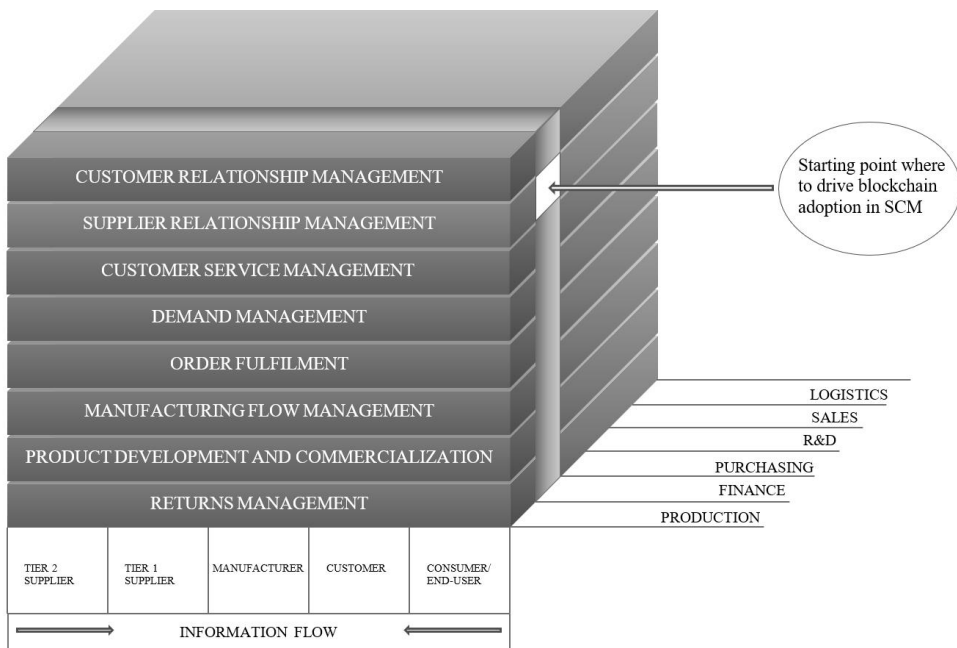 CUSTOMER RELATIONSHIP MANAGEMENT
SUPPLIER RELATIONSHIP MANAGEMENT
CUSTOMER SERVICE MANAGEMENT
DEMAND MANAGEMENT
ORDER FULFILMENT
MANUFACTURING FLOW MANAGEMENT
PRODUCT DEVELOPMENT AND COMMERCIALIZATION
RETURNS MANAGEMENT
Starting point where
to drive blockchain
adoption in SCM
LOGISTICS
SALES
R&D
PURCHASING
FINANCE
PRODUCTION
TIER 2
SUPPLIER
TIER 1
SUPPLIER
MANUFACTURER
CUSTOMER
CONSUMER/
END-USER
INFORMATION FLOW